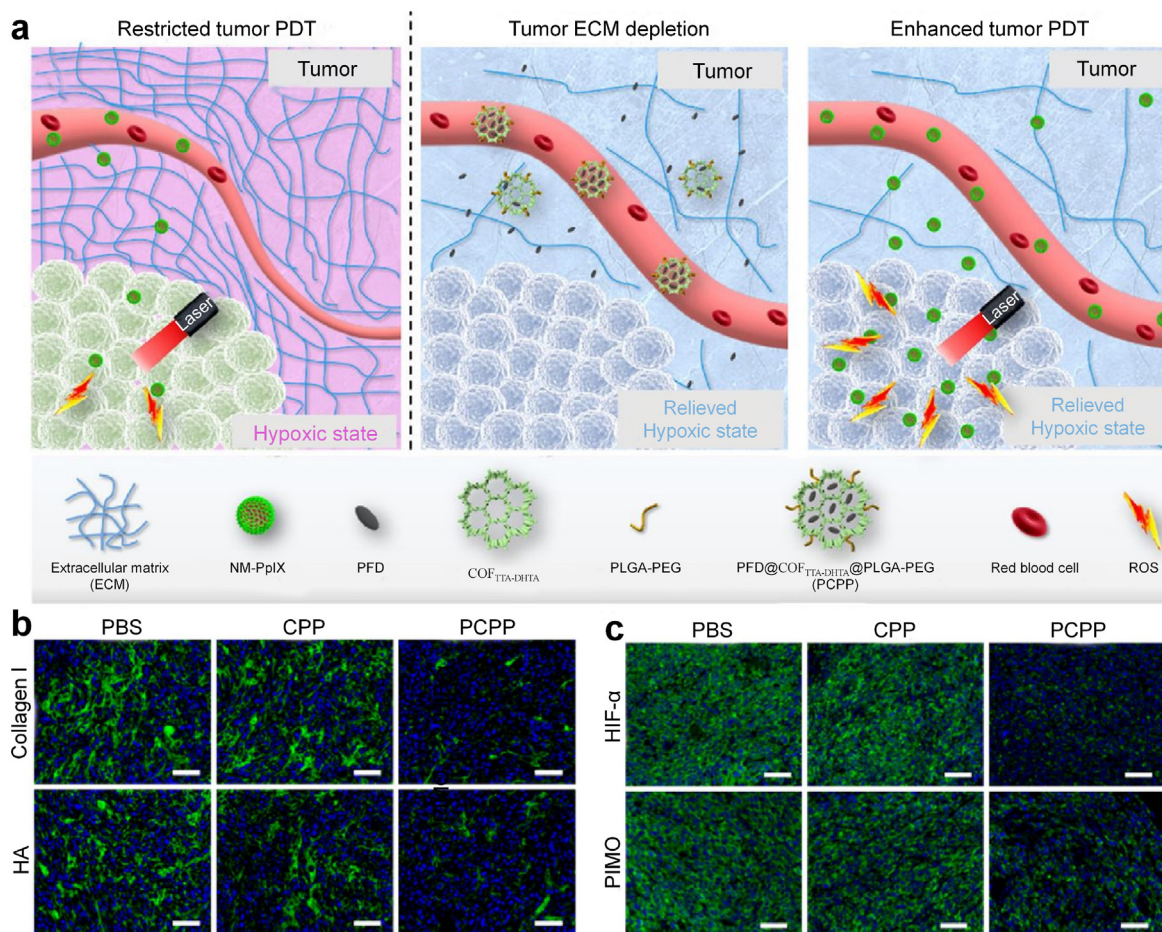 a
Restricted tumor PDT
Tumor ECM depletion
Enhanced tumor PDT
Tumor
Tumor
Tumor
Laser
Laser
Hypoxic state
Relieved
Hypoxic state
Relieved
Hypoxic state
Extracellular matrix
(ECM)
NM-PpIX
PFD
COF_TTA-DHTA
PLGA-PEG
PFD@COF_TTA-DHTA@PLGA-PEG
(PCPP)
Red blood cell
ROS
b
PBS
CPP
PCPP
Collagen I
HA
c
PBS
CPP
PCPP
HIF-α
PIMO